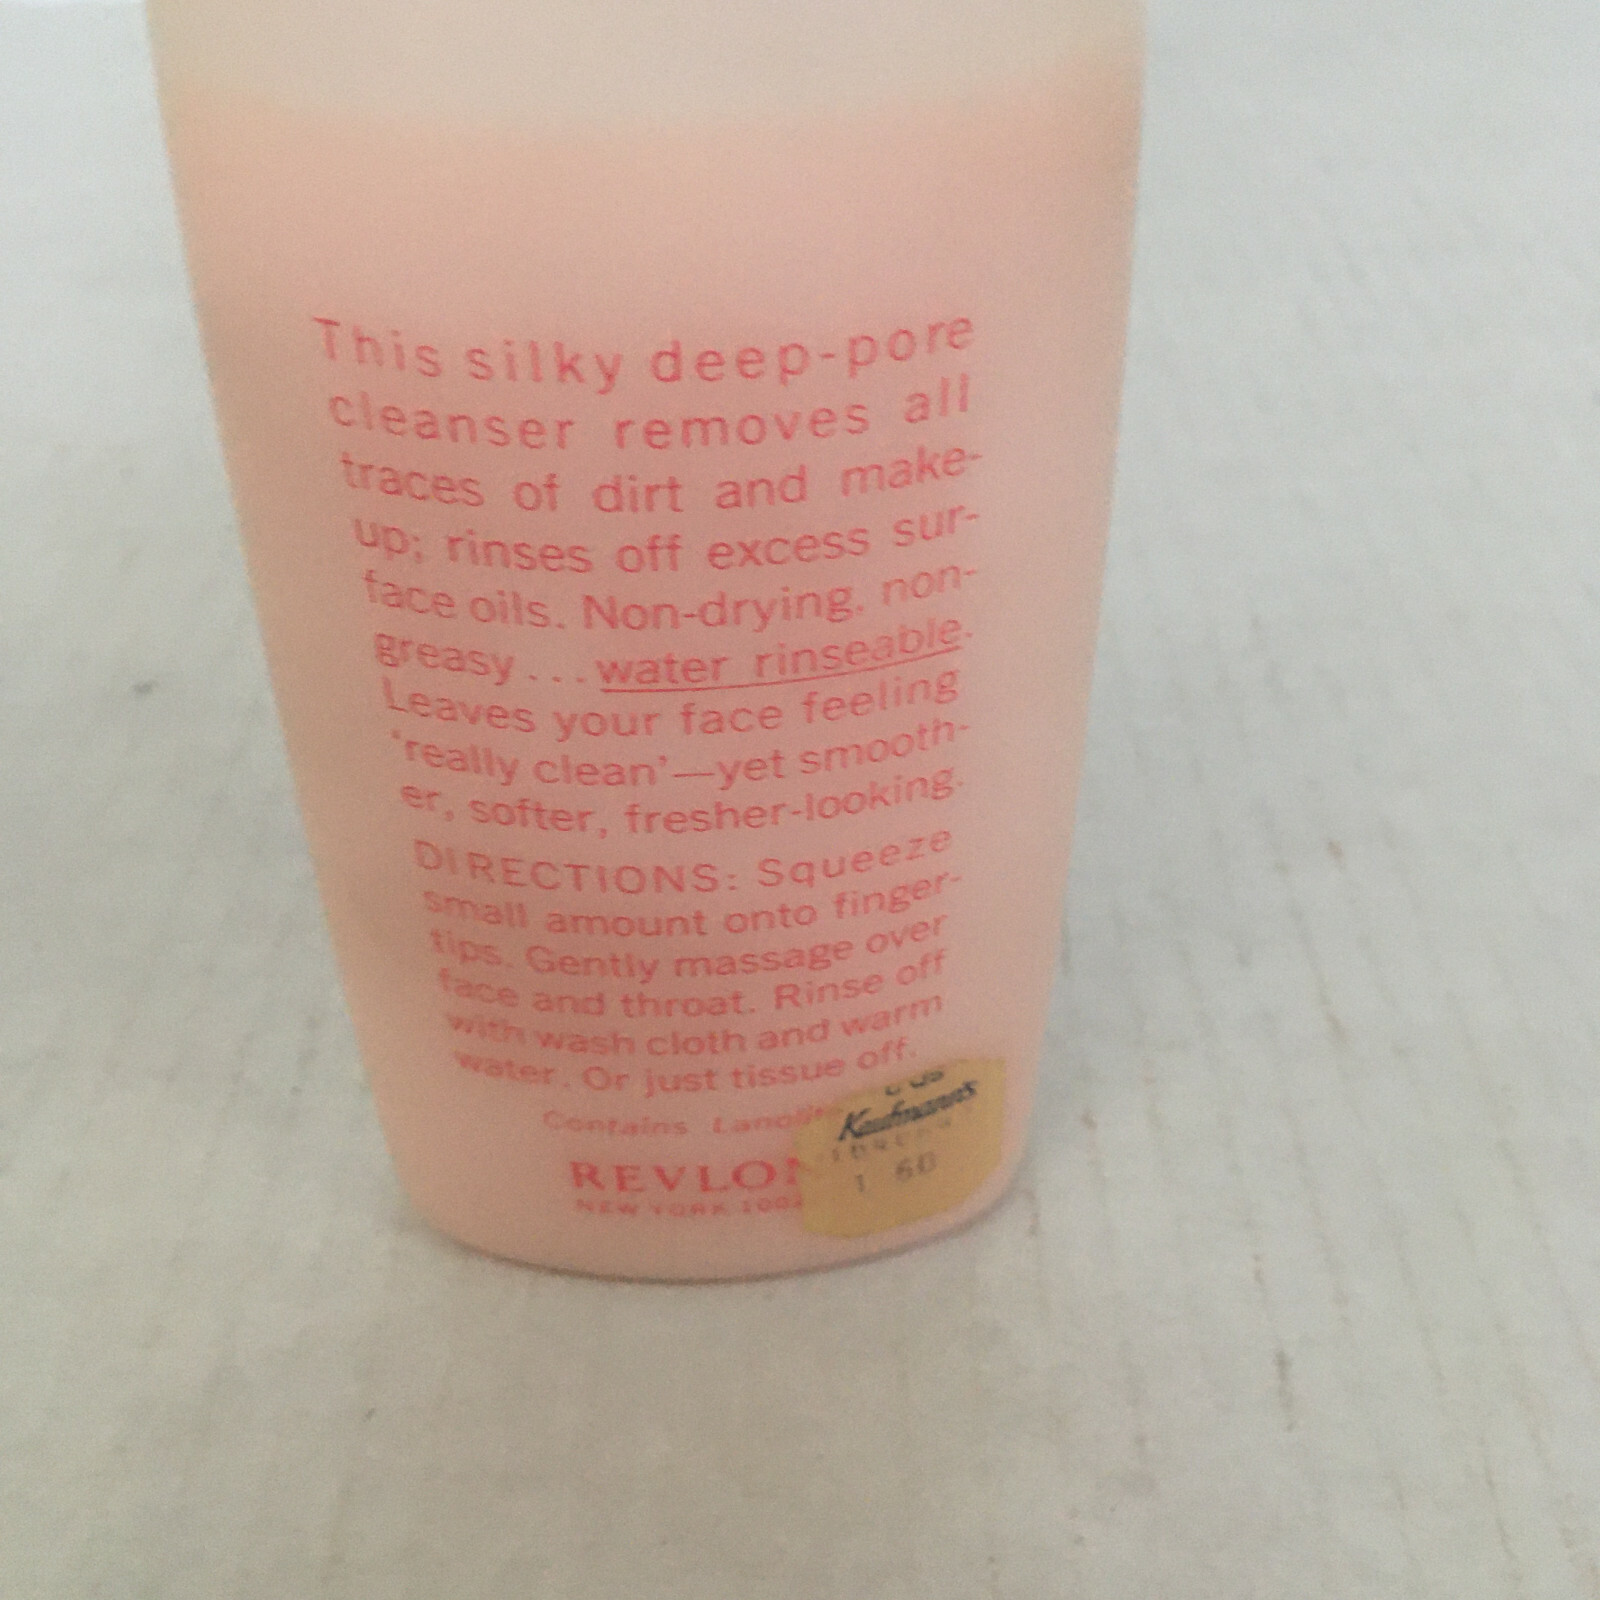 This silky deep-pore
cleanser removes all
traces of dirt and make-
up; rinses off excess sur-
face oils. Non-drying, non-
greasy... water rinseable.
Leaves your face feeling
'really clean'—yet smooth-
er, softer, fresher-looking.
DIRECTIONS: Squeeze
small amount onto finger-
tips. Gently massage over
face and throat. Rinse off
with wash cloth and warm
water. Or just tissue off.
Contains
REVLON
NEW YORK
Kaufmann's
1 60